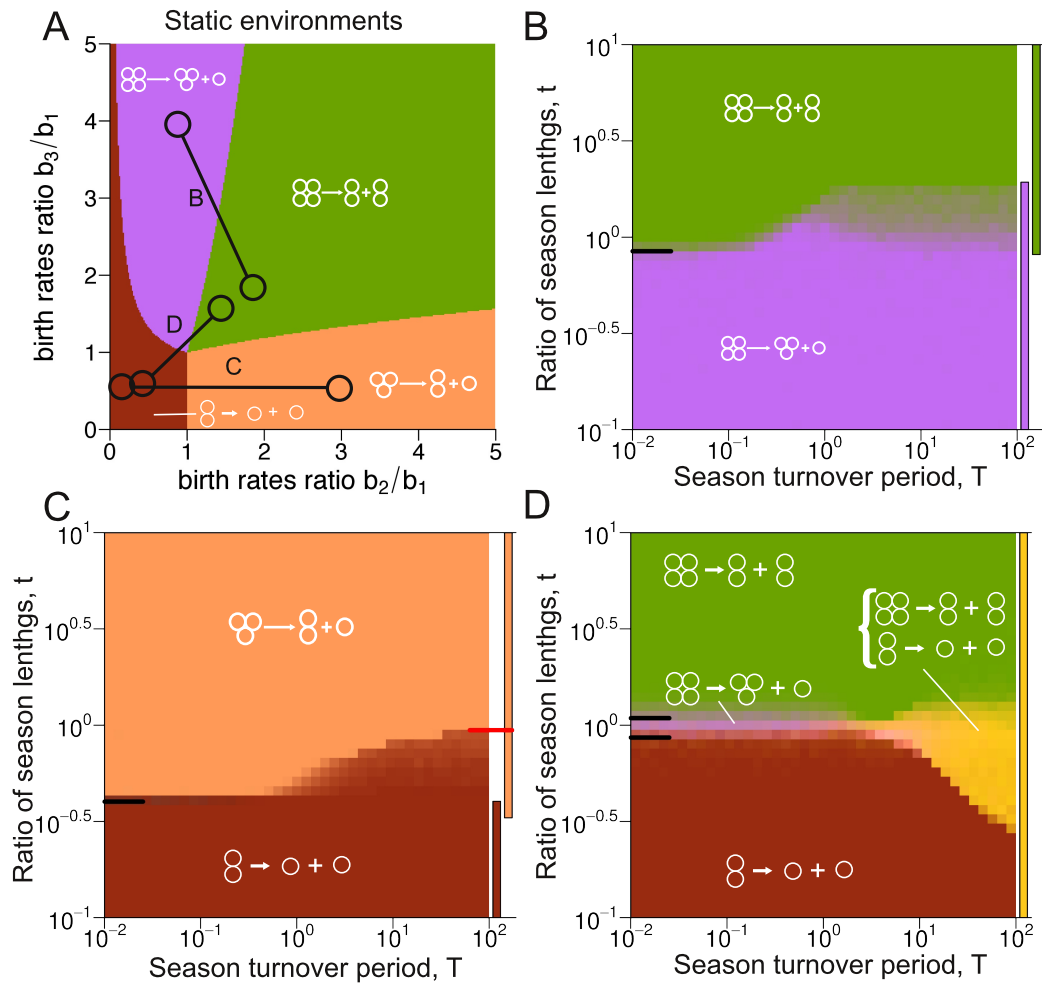 A
Static environments
birth rates ratio b3/b1
5
4
3
2
1
0
B
D
C
0 1 2 3 4 5
birth rates ratio b2/b1
B
Ratio of season lenthgs, t
10^1
10^0.5
10^0
10^-0.5
10^-1
10^-2 10^-1 10^0 10^1 10^2
Season turnover period, T
C
Ratio of season lenthgs, t
10^1
10^0.5
10^0
10^-0.5
10^-1
10^-2 10^-1 10^0 10^1 10^2
Season turnover period, T
D
Ratio of season lenthgs, t
10^1
10^0.5
10^0
10^-0.5
10^-1
10^-2 10^-1 10^0 10^1 10^2
Season turnover period, T